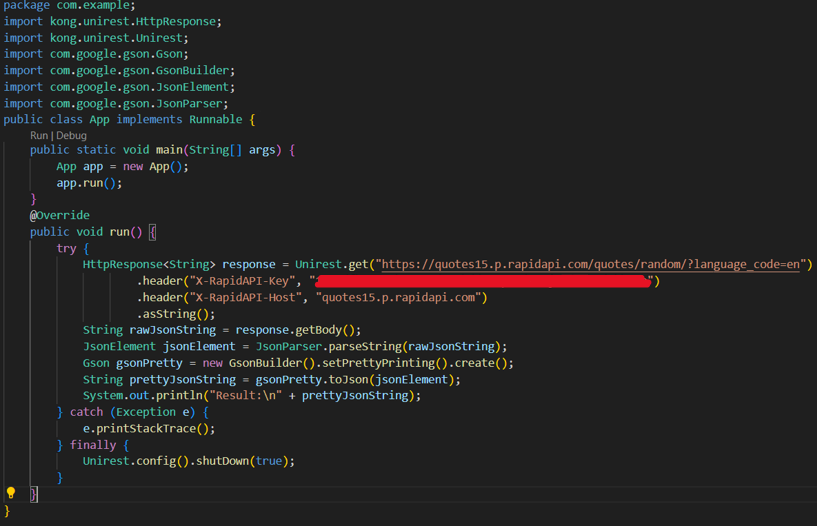 package com.example;
import kong.unirest.HttpResponse;
import kong.unirest.Unirest;
import com.google.gson.Gson;
import com.google.gson.GsonBuilder;
import com.google.gson.JsonElement;
import com.google.gson.JsonParser;
public class App implements Runnable {
Run | Debug
public static void main(String[] args) {
App app = new App();
app.run();
}
@Override
public void run() {
try {
HttpResponse<String> response = Unirest.get("https://quotes15.p.rapidapi.com/quotes/random/?language_code=en")
.header("X-RapidAPI-Key", "")
.header("X-RapidAPI-Host", "quotes15.p.rapidapi.com")
.asString();
String rawJsonString = response.getBody();
JsonElement jsonElement = JsonParser.parseString(rawJsonString);
Gson gsonPretty = new GsonBuilder().setPrettyPrinting().create();
String prettyJsonString = gsonPretty.toJson(jsonElement);
System.out.println("Result:\n" + prettyJsonString);
} catch (Exception e) {
e.printStackTrace();
} finally {
Unirest.config().shutDown(true);
}
}
}